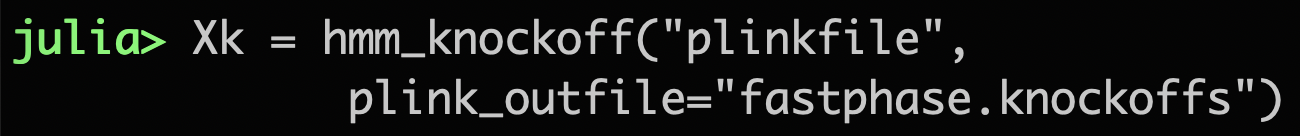 julia> Xk = hmm_knockoff("plinkfile",
plink_outfile="fastphase.knockoffs")